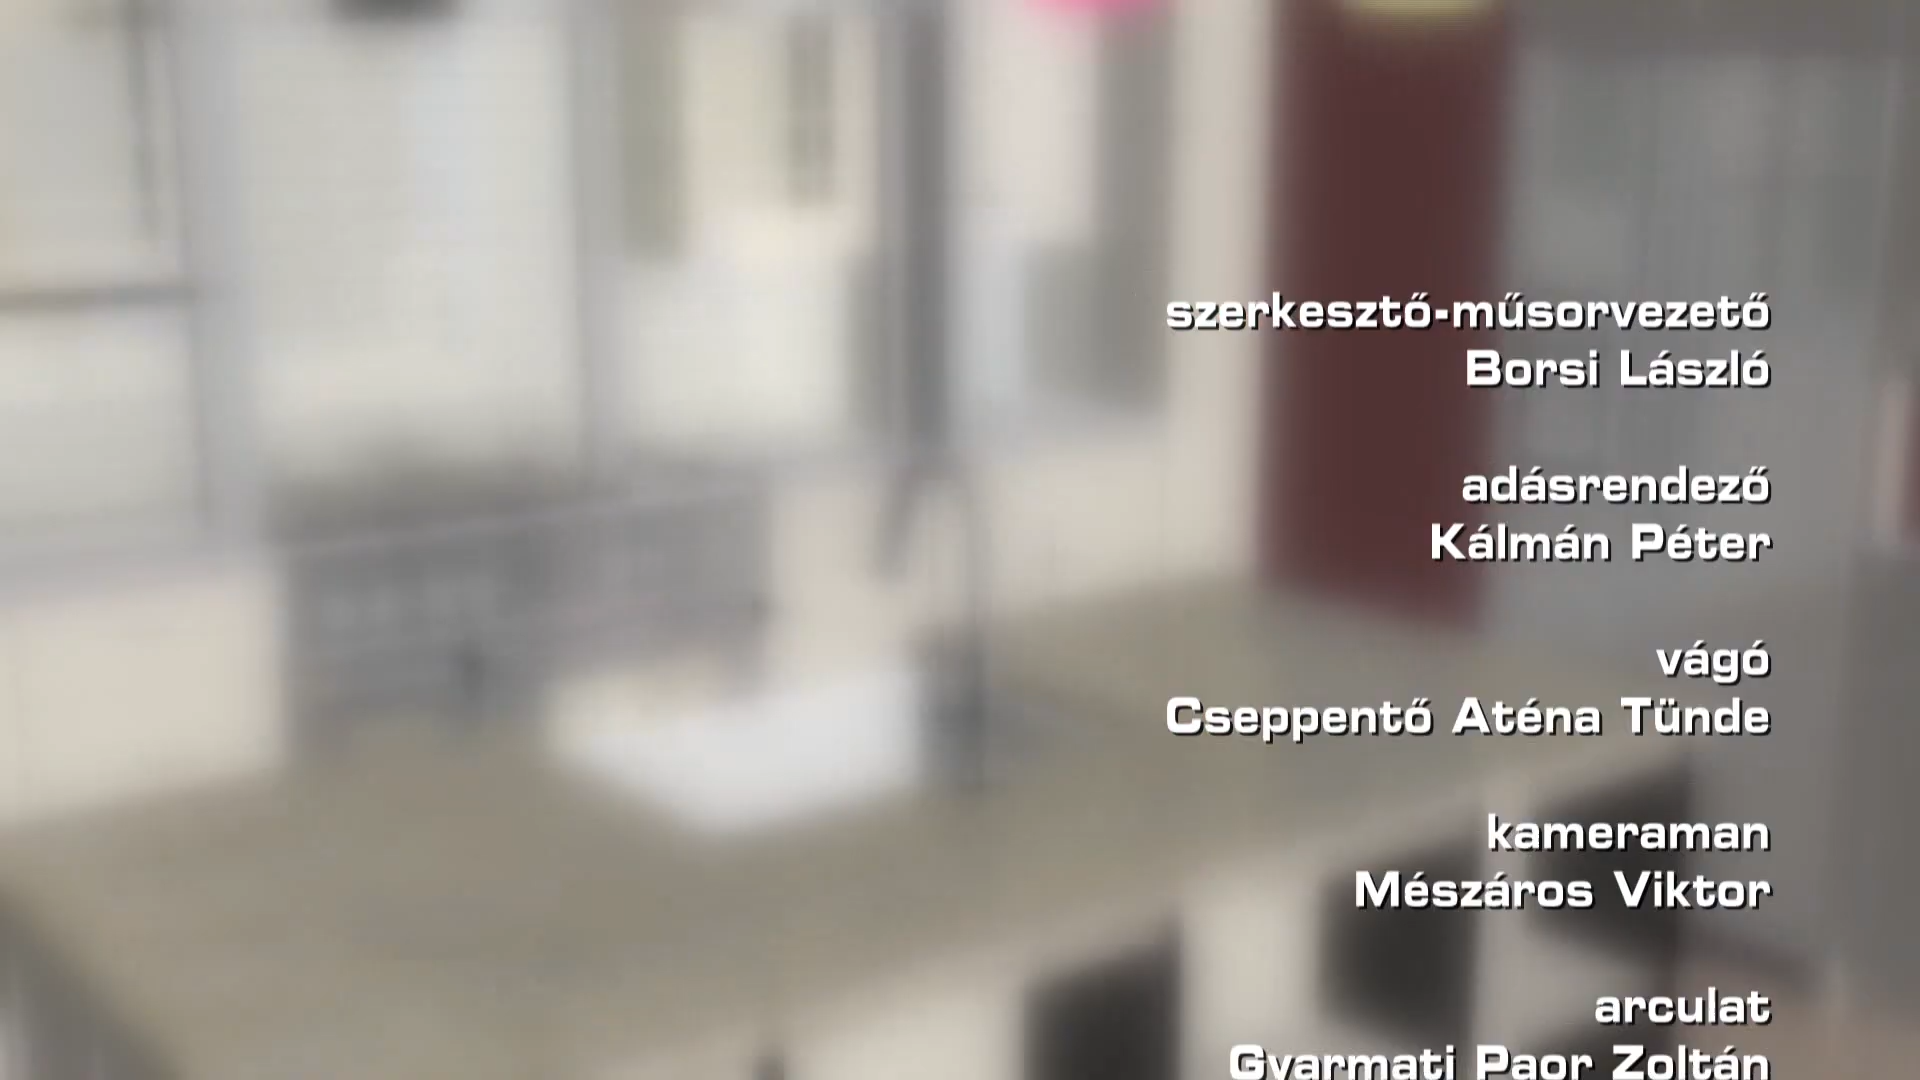 szerkesztő-műsorvezető
Borsi László
adásrendező
Kálmán Péter
vágó
Cseppentő Aténa Tünde
kameraman
Mészáros Viktor
arculat
Gyarmati Paor Zoltán